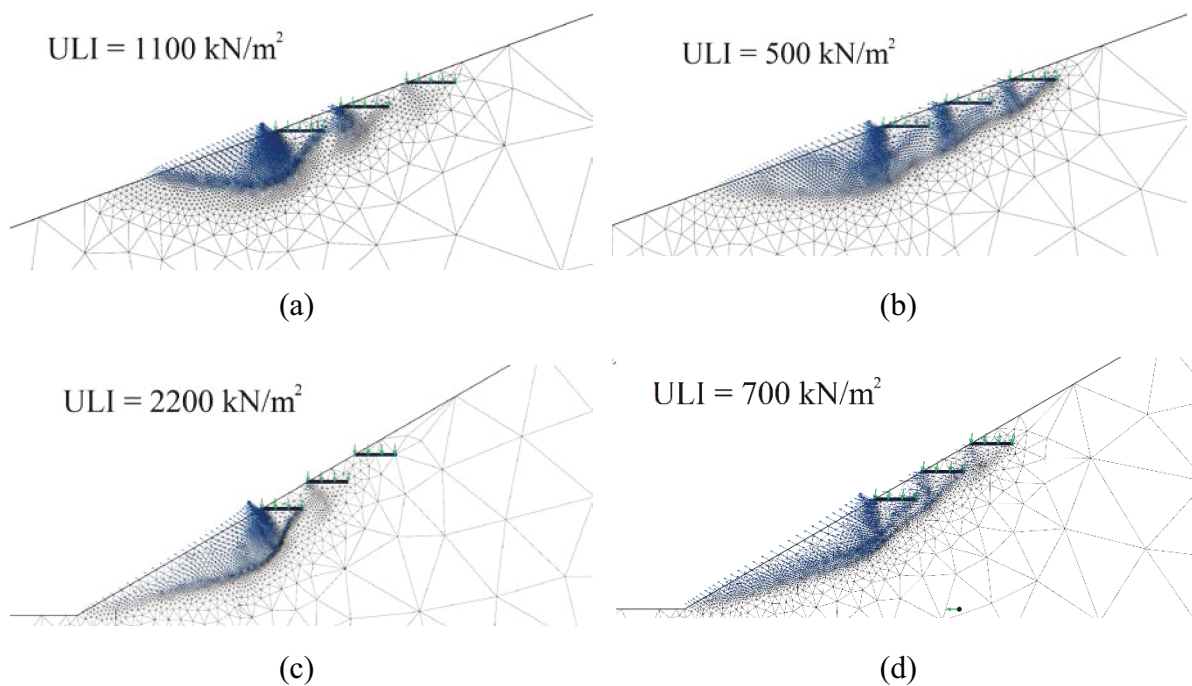 ULI = 1100 kN/m²
ULI = 500 kN/m²
(a)
(b)
ULI = 2200 kN/m²
ULI = 700 kN/m²
(c)
(d)